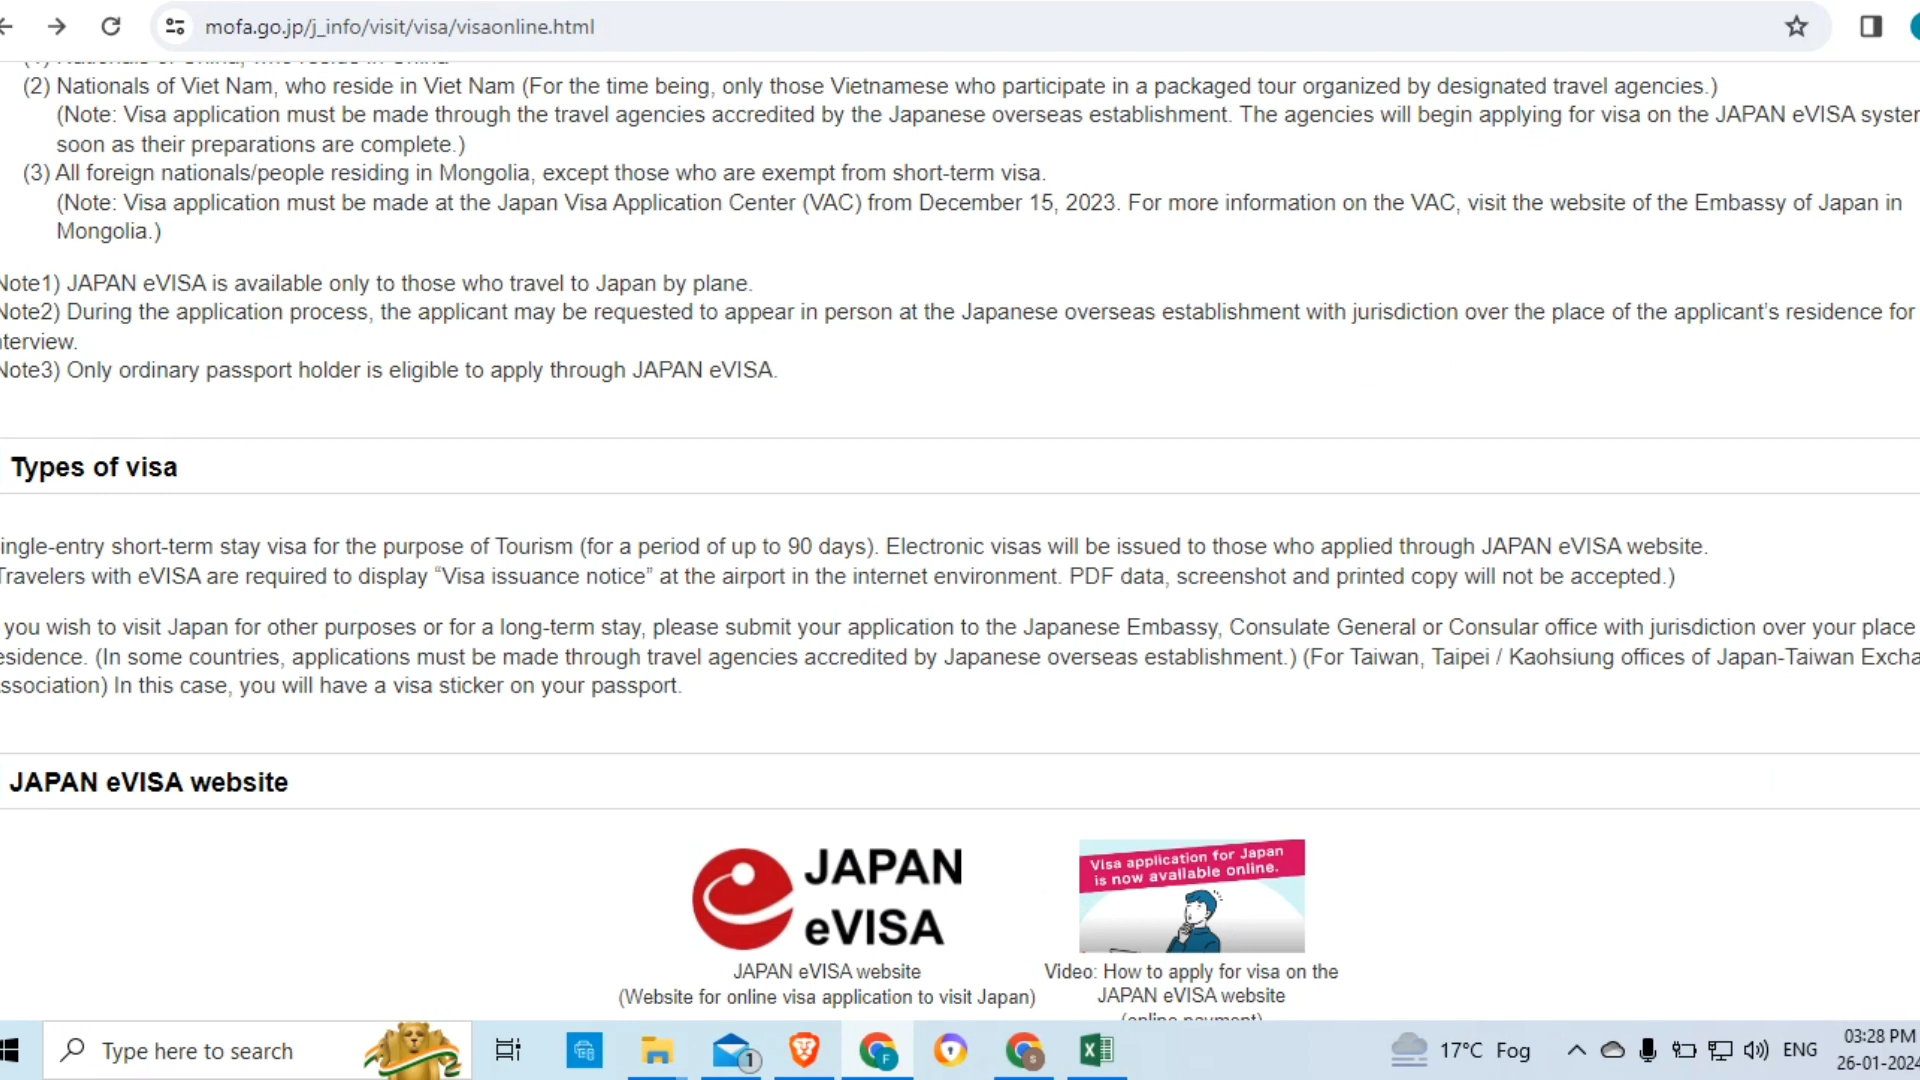 mofa.go.jp/j_info/visit/visa/visaonline.html
(1) Nationals of China, who reside in China
(2) Nationals of Viet Nam, who reside in Viet Nam (For the time being, only those Vietnamese who participate in a packaged tour organized by designated travel agencies.)
(Note: Visa application must be made through the travel agencies accredited by the Japanese overseas establishment. The agencies will begin applying for visa on the JAPAN eVISA syster
soon as their preparations are complete.)
(3) All foreign nationals/people residing in Mongolia, except those who are exempt from short-term visa.
(Note: Visa application must be made at the Japan Visa Application Center (VAC) from December 15, 2023. For more information on the VAC, visit the website of the Embassy of Japan in
Mongolia.)
Note1) JAPAN eVISA is available only to those who travel to Japan by plane.
Note2) During the application process, the applicant may be requested to appear in person at the Japanese overseas establishment with jurisdiction over the place of the applicant's residence for
nterview.
Note3) Only ordinary passport holder is eligible to apply through JAPAN eVISA.
Types of visa
ingle-entry short-term stay visa for the purpose of Tourism (for a period of up to 90 days). Electronic visas will be issued to those who applied through JAPAN eVISA website.
Travelers with eVISA are required to display “Visa issuance notice” at the airport in the internet environment. PDF data, screenshot and printed copy will not be accepted.)
you wish to visit Japan for other purposes or for a long-term stay, please submit your application to the Japanese Embassy, Consulate General or Consular office with jurisdiction over your place
esidence. (In some countries, applications must be made through travel agencies accredited by Japanese overseas establishment.) (For Taiwan, Taipei / Kaohsiung offices of Japan-Taiwan Excha
ssociation) In this case, you will have a visa sticker on your passport.
JAPAN eVISA website
JAPAN
eVISA
Visa application for Japan
is now available online.
JAPAN eVISA website
(Website for online visa application to visit Japan)
Video: How to apply for visa on the
JAPAN eVISA website
(online payment)
Type here to search
1
F
s
17°C Fog
ENG
03:28 PM
26-01-2024